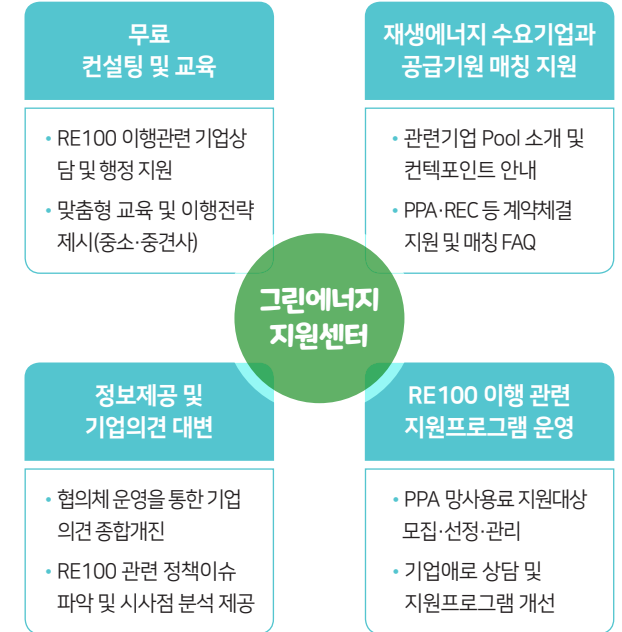 무료
컨설팅 및 교육
• RE100 이행관련 기업상
담 및 행정 지원
• 맞춤형 교육 및 이행전략
제시(중소·중견사)
재생에너지 수요기업과
공급기원 매칭 지원
• 관련기업 Pool 소개 및
컨텍포인트 안내
• PPA·REC 등 계약체결
지원 및 매칭 FAQ
그린에너지
지원센터
정보제공 및
기업의견 대변
• 협의체 운영을 통한 기업
의견 종합개진
• RE100 관련 정책이슈
파악 및 시사점 분석 제공
RE100 이행 관련
지원프로그램 운영
• PPA 망사용료 지원대상
모집·선정·관리
• 기업애로 상담 및
지원프로그램 개선